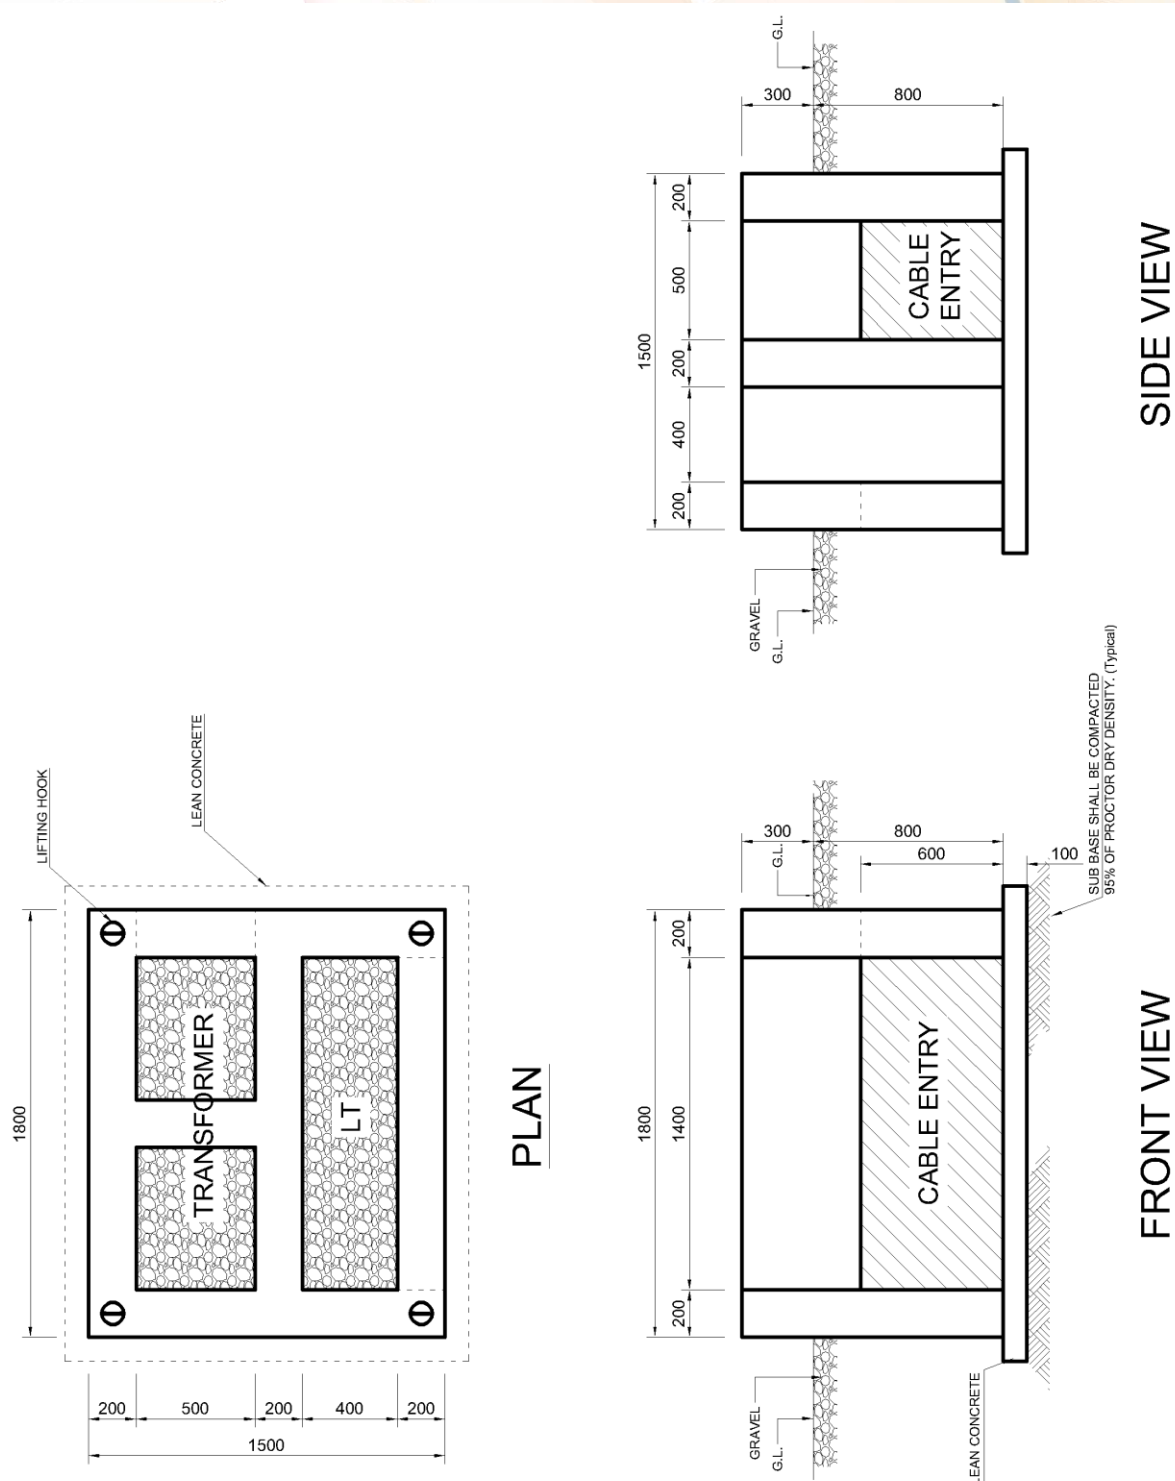 LIFTING HOOK
LEAN CONCRETE
1800
TRANSFORMER
LT
200
500
200
400
200
1500
PLAN
G.L.
300
800
1500
200
500
200
400
200
CABLE
ENTRY
GRAVEL
G.L.
SIDE VIEW
300
800
G.L.
600
100
SUB BASE SHALL BE COMPACTED
95% OF PROCTOR DRY DENSITY. (Typical)
1800
200
1400
200
CABLE ENTRY
GRAVEL
G.L.
LEAN CONCRETE
FRONT VIEW